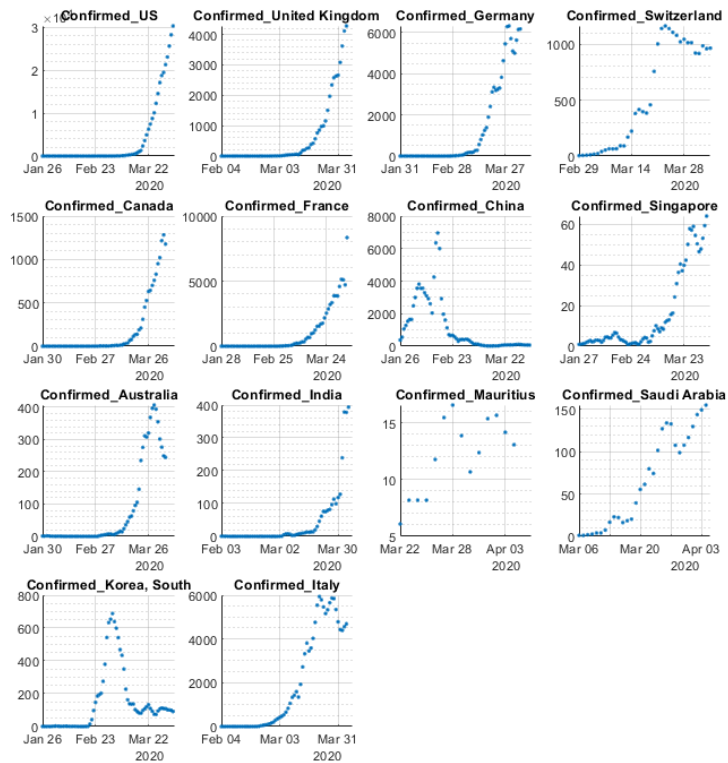 Confirmed_US
Confirmed_United Kingdom
Confirmed_Germany
Confirmed_Switzerland
3
2
1
0
4000
3000
2000
1000
0
6000
4000
2000
0
1000
500
0
Jan 26 Feb 23 Mar 22
2020
Feb 04 Mar 03 Mar 31
2020
Jan 31 Feb 28 Mar 27
2020
Feb 29 Mar 14 Mar 28
2020
Confirmed_Canada
Confirmed_France
Confirmed_China
Confirmed_Singapore
1500
1000
500
0
10000
5000
0
8000
6000
4000
2000
0
60
40
20
0
Jan 30 Feb 27 Mar 26
2020
Jan 28 Feb 25 Mar 24
2020
Jan 26 Feb 23 Mar 22
2020
Jan 27 Feb 24 Mar 23
2020
Confirmed_Australia
Confirmed_India
Confirmed_Mauritius
Confirmed_Saudi Arabia
400
300
200
100
0
400
300
200
100
0
15
10
5
150
100
50
0
Jan 30 Feb 27 Mar 26
2020
Feb 03 Mar 02 Mar 30
2020
Mar 22 Mar 28 Apr 03
2020
Mar 06 Mar 20 Apr 03
2020
Confirmed_Korea, South
Confirmed_Italy
800
600
400
200
0
6000
4000
2000
0
Jan 26 Feb 23 Mar 22
2020
Feb 04 Mar 03 Mar 31
2020